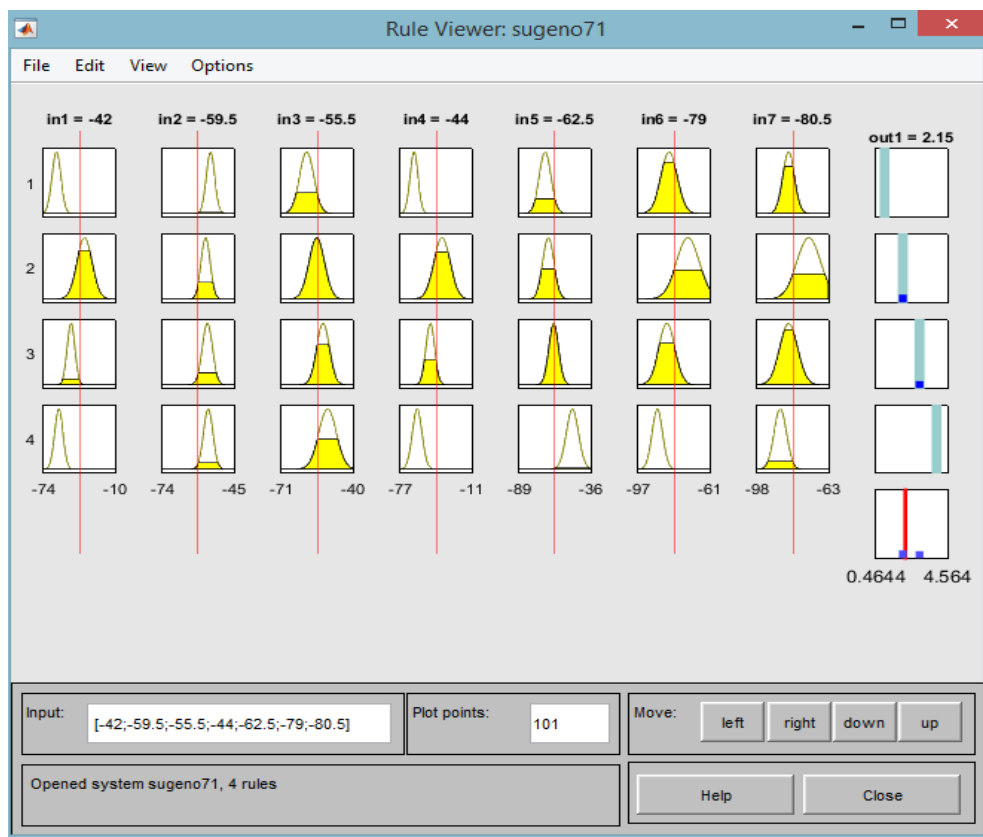 Rule Viewer: sugeno71
File Edit View Options
in1 = -42 in2 = -59.5 in3 = -55.5 in4 = -44 in5 = -62.5 in6 = -79 in7 = -80.5
out1 = 2.15
1
2
3
4
-74 -10 -74 -45 -71 -40 -77 -11 -89 -36 -97 -61 -98 -63
0.4644 4.564
Input: [-42;-59.5;-55.5;-44;-62.5;-79;-80.5] Plot points: 101 Move: left right down up
Opened system sugeno71, 4 rules Help Close